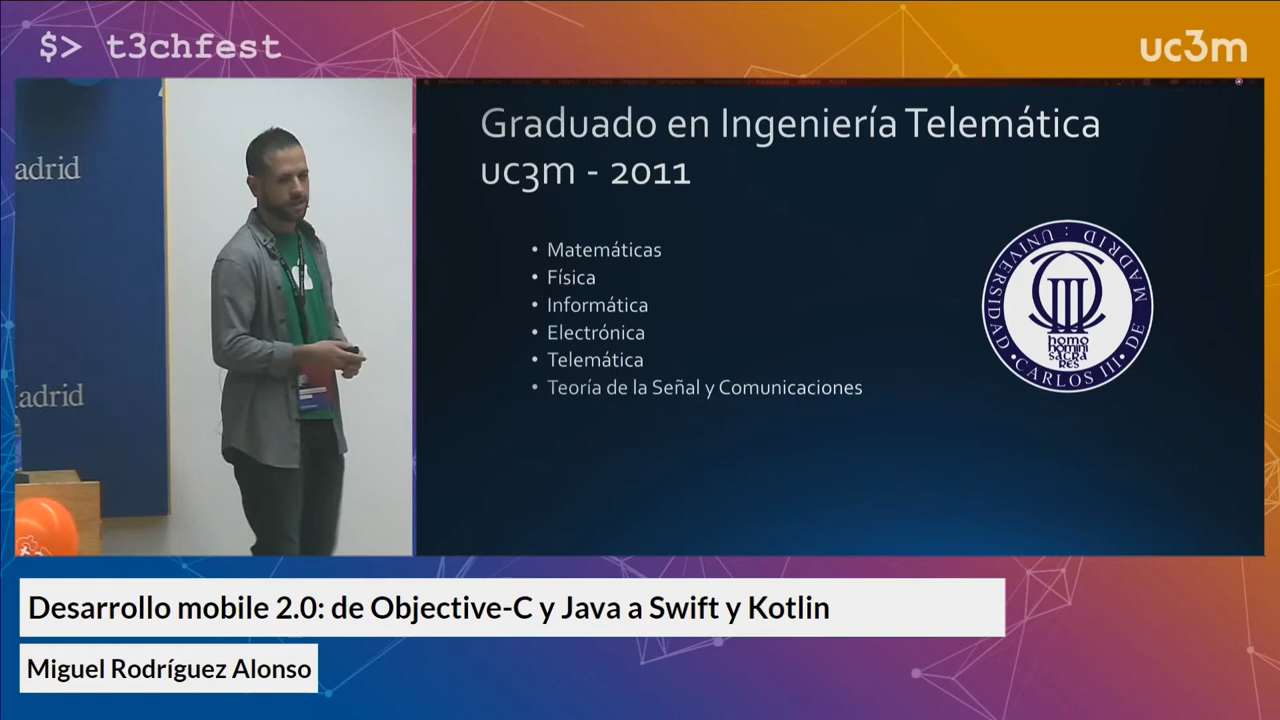 $> t3chfest
uc3m
adrid
adrid
Graduado en Ingeniería Telemática
uc3m - 2011
• Matemáticas
• Física
• Informática
• Electrónica
• Telemática
• Teoría de la Señal y Comunicaciones
UNIVERSIDAD • CARLOS III • DE MADRID :
HOMO
HOMINI
SACRA
RES
Desarrollo mobile 2.0: de Objective-C y Java a Swift y Kotlin
Miguel Rodríguez Alonso